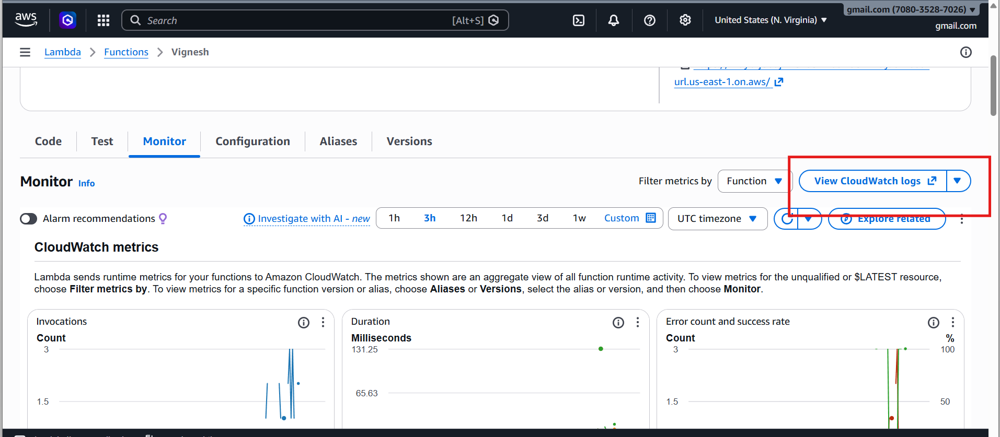 aws
Search
[Alt+S]
United States (N. Virginia)
gmail.com (7080-3528-7026)
gmail.com
Lambda
Functions
Vignesh
url.us-east-1.on.aws/
Code
Test
Monitor
Configuration
Aliases
Versions
Monitor Info
Filter metrics by
Function
View CloudWatch logs
Alarm recommendations
Investigate with AI - new
1h
3h
12h
1d
3d
1w
Custom
UTC timezone
Explore related
CloudWatch metrics
Lambda sends runtime metrics for your functions to Amazon CloudWatch. The metrics shown are an aggregate view of all function runtime activity. To view metrics for the unqualified or $LATEST resource,
choose Filter metrics by. To view metrics for a specific function version or alias, choose Aliases or Versions, select the alias or version, and then choose Monitor.
Invocations
Count
3
1.5
Duration
Milliseconds
131.25
65.63
Error count and success rate
Count
%
3
100
1.5
50